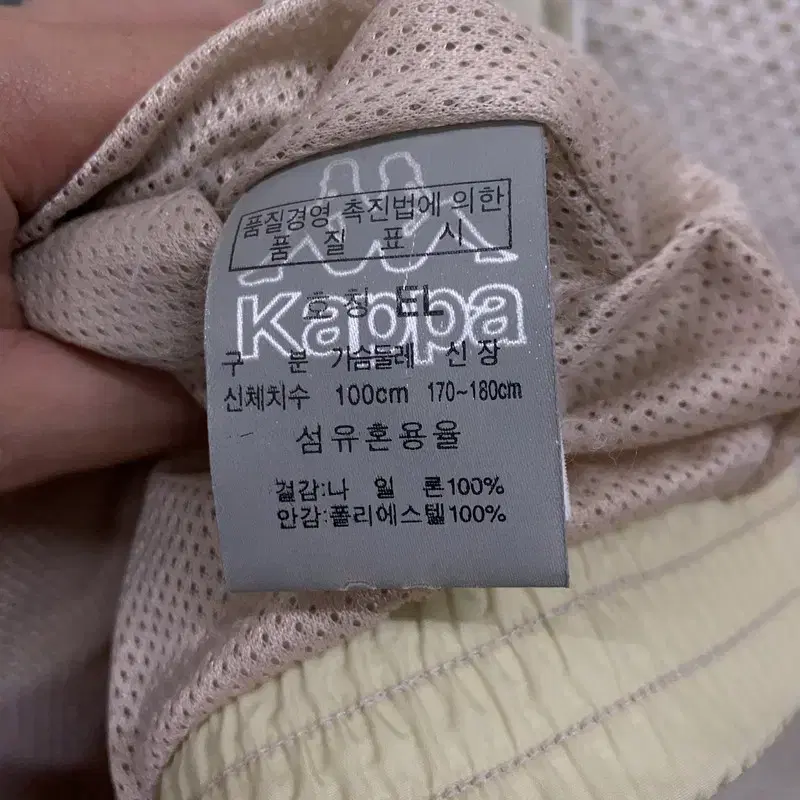 품질경영 촉진법에 의한
품 질 표 시
호칭 EL
Kappa
구 분 가슴둘레 신 장
신체치수 100cm 170~180cm
섬유혼용율
겉감:나 일 론100%
안감:폴리에스텔100%